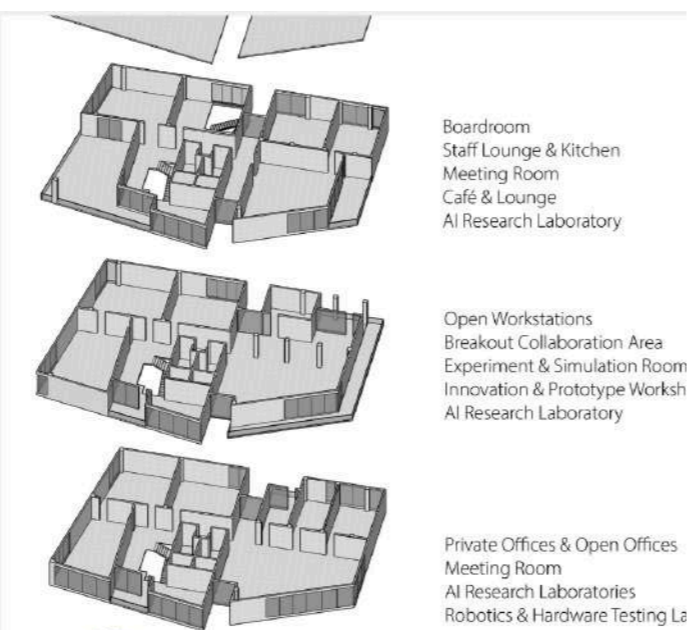 Boardroom
Staff Lounge & Kitchen
Meeting Room
Café & Lounge
AI Research Laboratory
Open Workstations
Breakout Collaboration Area
Experiment & Simulation Room
Innovation & Prototype Worksh
AI Research Laboratory
Private Offices & Open Offices
Meeting Room
AI Research Laboratories
Robotics & Hardware Testing La